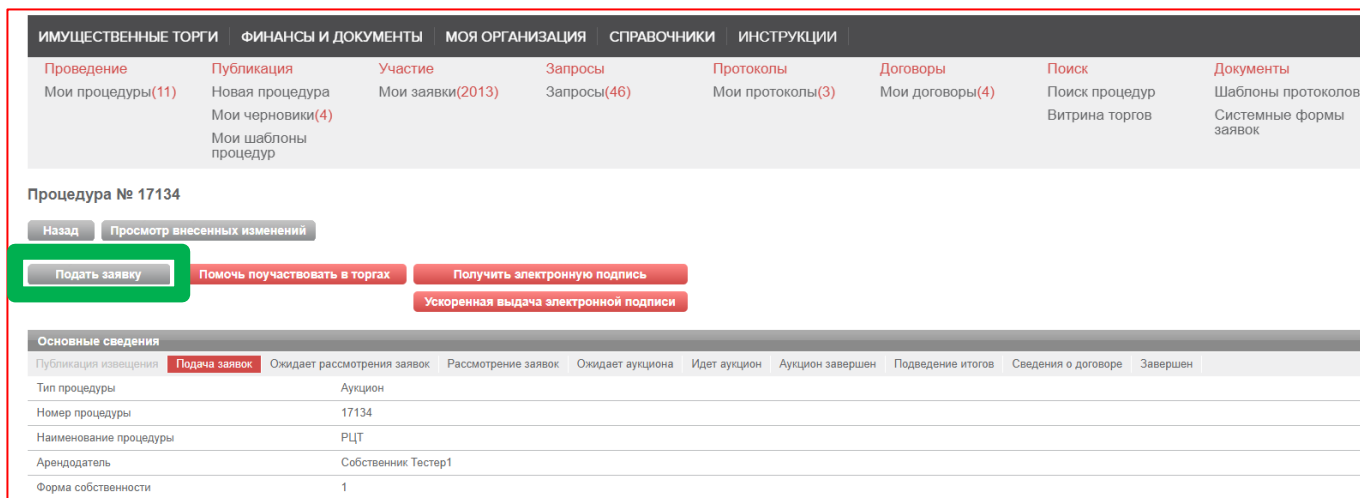 ИМУЩЕСТВЕННЫЕ ТОРГИ ФИНАНСЫ И ДОКУМЕНТЫ МОЯ ОРГАНИЗАЦИЯ СПРАВОЧНИКИ ИНСТРУКЦИИ
Проведение Публикация Участие Запросы Протоколы Договоры Поиск Документы
Мои процедуры(11) Новая процедура Мои заявки(2013) Запросы(46) Мои протоколы(3) Мои договоры(4) Поиск процедур Шаблоны протоколов
Мои черновики(4) Витрина торгов Системные формы
заявок
Мои шаблоны
процедур
Процедура № 17134
Назад Просмотр внесенных изменений
Подать заявку Помочь поучаствовать в торгах Получить электронную подпись
Ускоренная выдача электронной подписи
Основные сведения
Публикация извещения Подача заявок Ожидает рассмотрения заявок Рассмотрение заявок Ожидает аукциона Идет аукцион Аукцион завершен Подведение итогов Сведения о договоре Завершен
Тип процедуры Аукцион
Номер процедуры 17134
Наименование процедуры РЦТ
Арендодатель Собственник Тестер1
Форма собственности 1